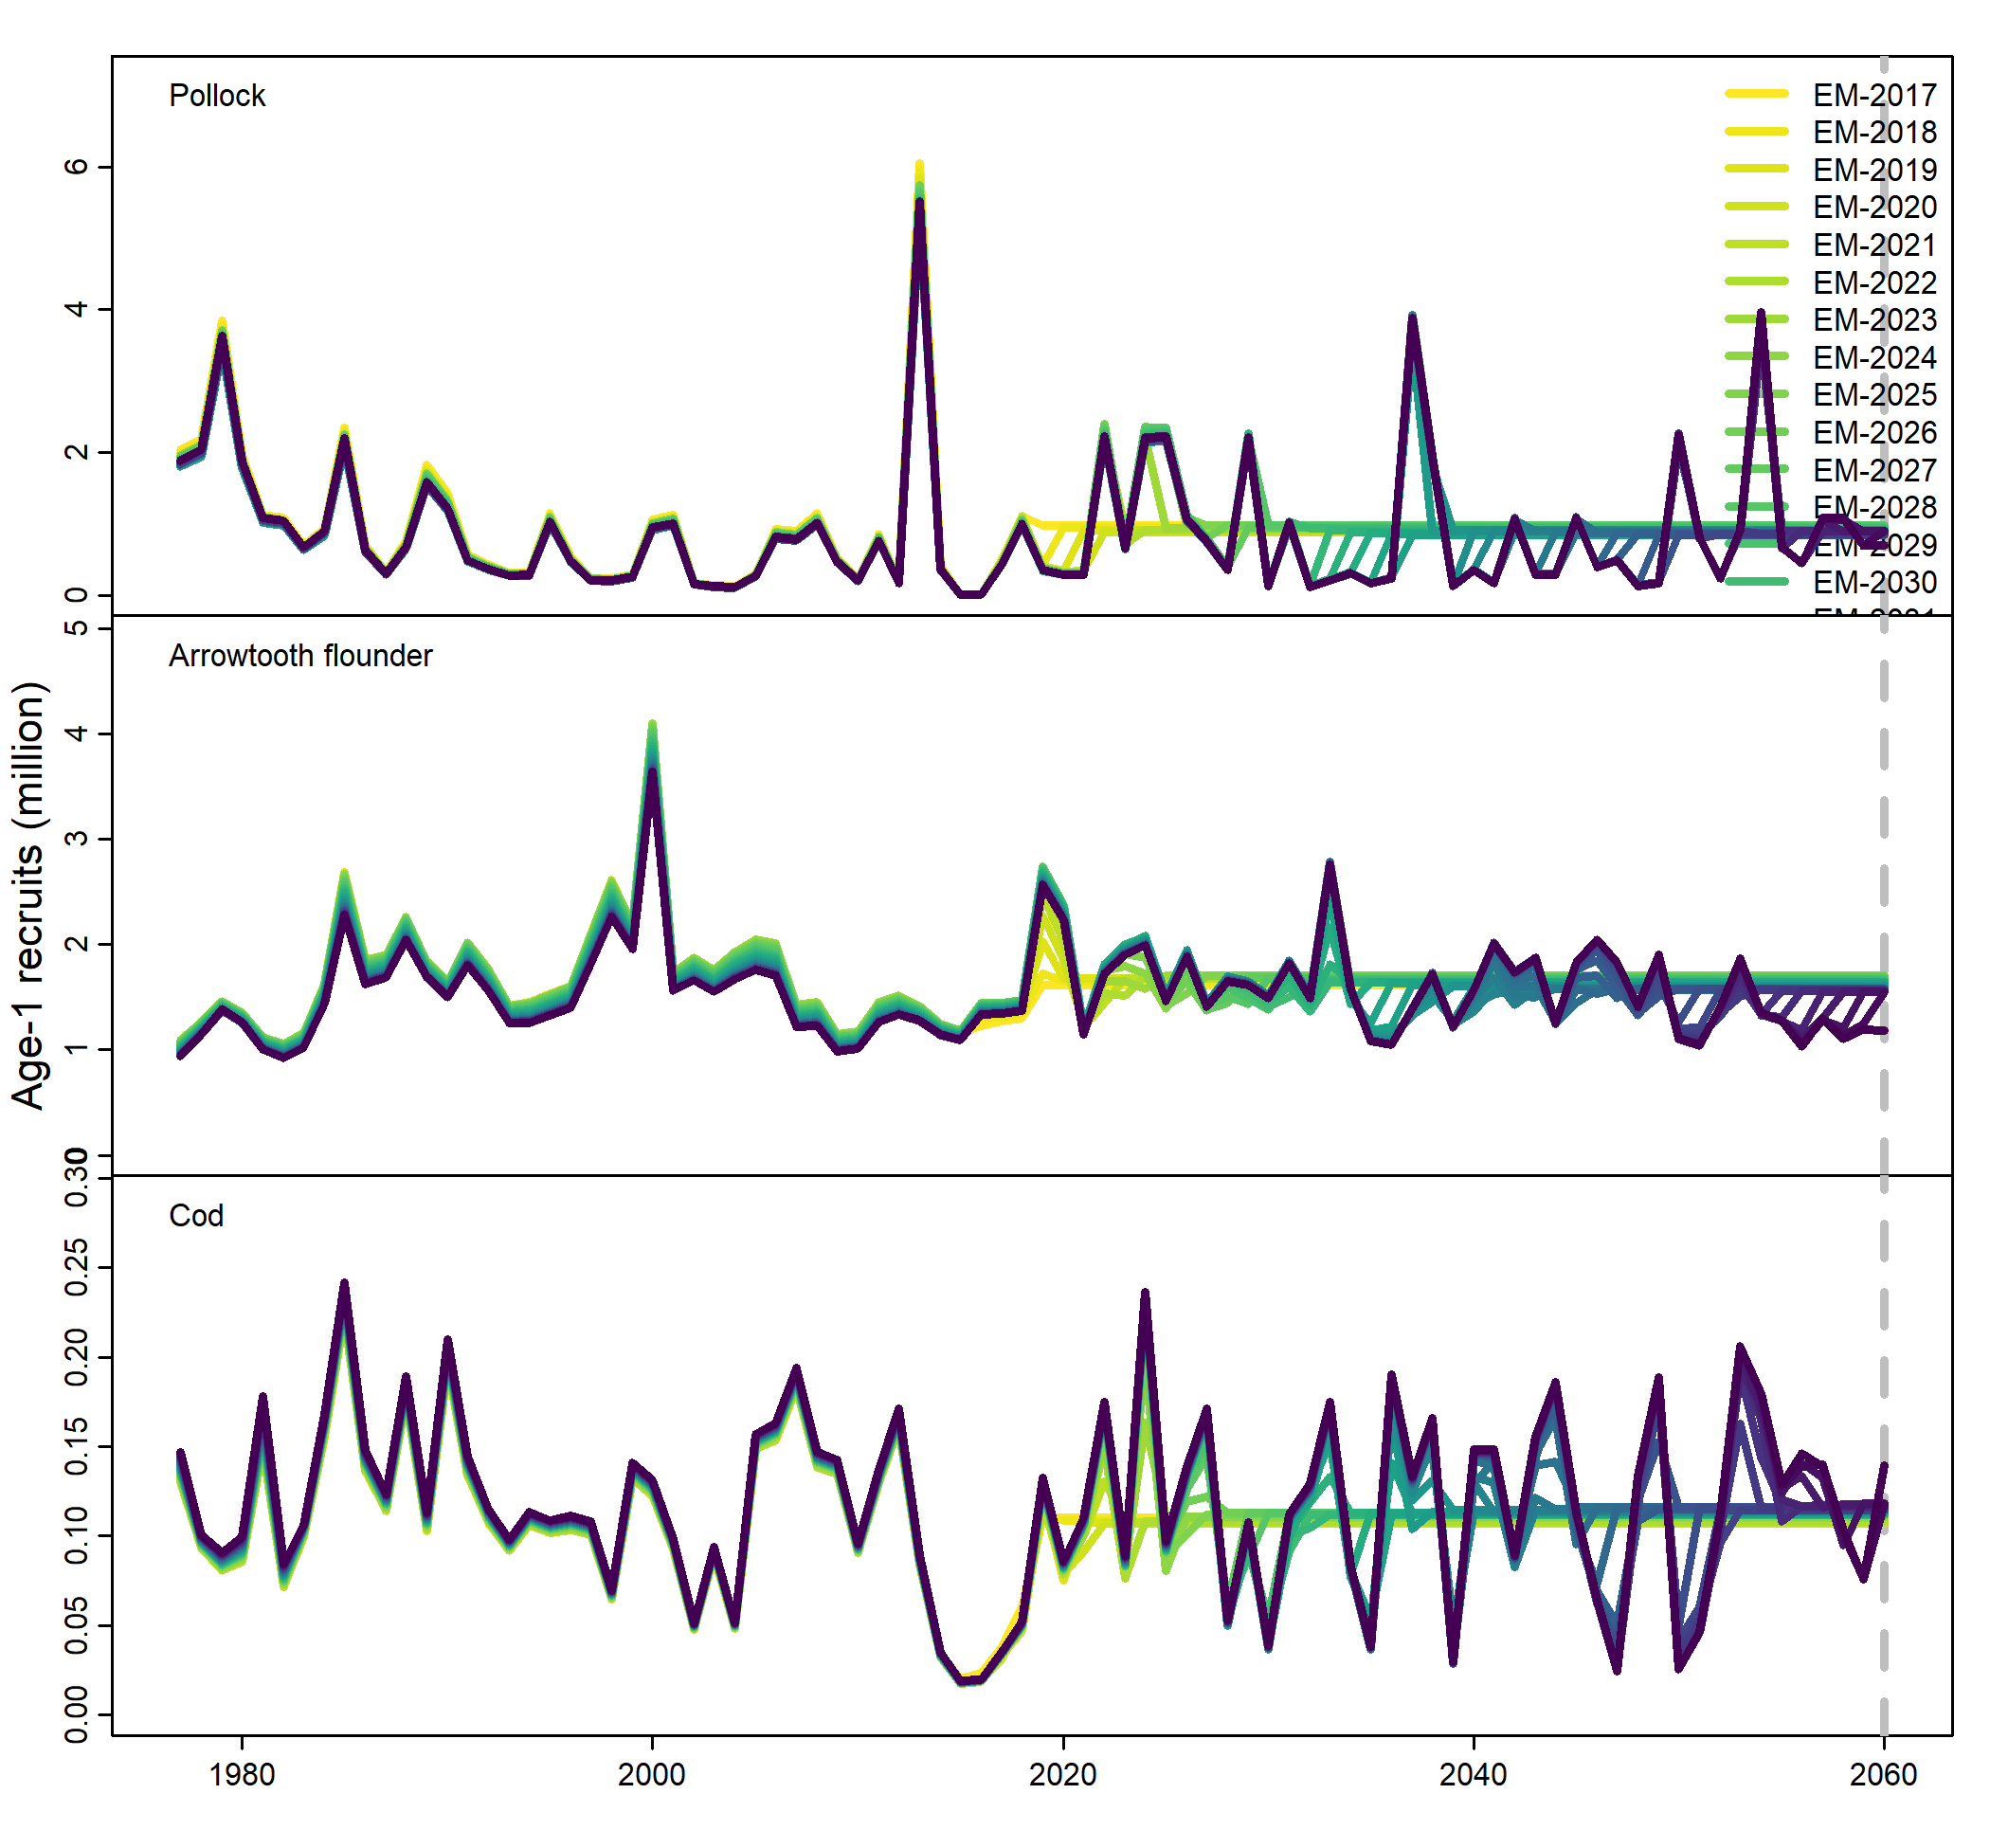 Pollock
EM-2017
EM-2018
EM-2019
EM-2020
EM-2021
EM-2022
EM-2023
EM-2024
EM-2025
EM-2026
EM-2027
EM-2028
EM-2029
EM-2030
6
4
2
0
Arrowtooth flounder
5
4
3
2
1
0
Age-1 recruits (million)
Cod
0.30
0.25
0.20
0.15
0.10
0.05
0.00
1980 2000 2020 2040 2060